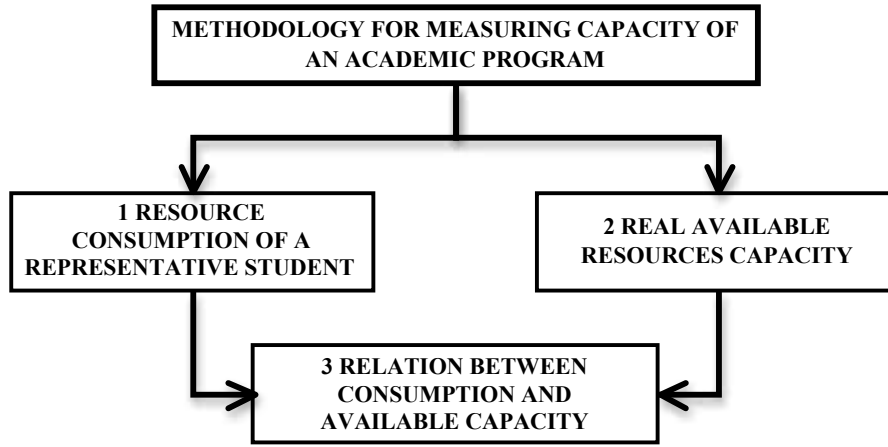 METHODOLOGY FOR MEASURING CAPACITY OF
AN ACADEMIC PROGRAM
1 RESOURCE
CONSUMPTION OF A
REPRESENTATIVE STUDENT
2 REAL AVAILABLE
RESOURCES CAPACITY
3 RELATION BETWEEN
CONSUMPTION AND
AVAILABLE CAPACITY